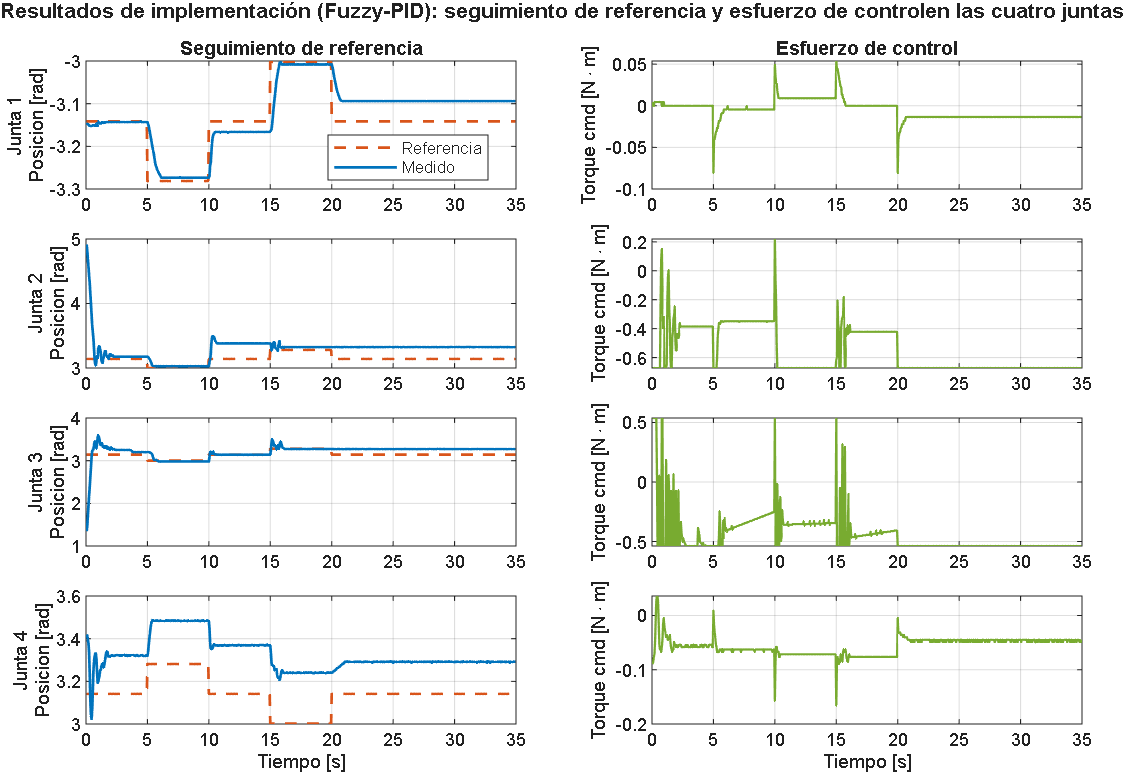 Resultados de implementación (Fuzzy-PID): seguimiento de referencia y esfuerzo de controlen las cuatro juntas
Seguimiento de referencia
Junta 1
Posicion [rad]
-3
-3.1
-3.2
-3.3
Referencia
Medido
0 5 10 15 20 25 30 35
Esfuerzo de control
Torque cmd [N · m]
0.05
0
-0.05
-0.1
0 5 10 15 20 25 30 35
Junta 2
Posicion [rad]
5
4
3
0 5 10 15 20 25 30 35
Torque cmd [N · m]
0.2
0
-0.2
-0.4
-0.6
0 5 10 15 20 25 30 35
Junta 3
Posicion [rad]
4
3
2
1
0 5 10 15 20 25 30 35
Torque cmd [N · m]
0.5
0
-0.5
0 5 10 15 20 25 30 35
Junta 4
Posicion [rad]
3.6
3.4
3.2
3
0 5 10 15 20 25 30 35
Tiempo [s]
Torque cmd [N · m]
0
-0.1
-0.2
0 5 10 15 20 25 30 35
Tiempo [s]